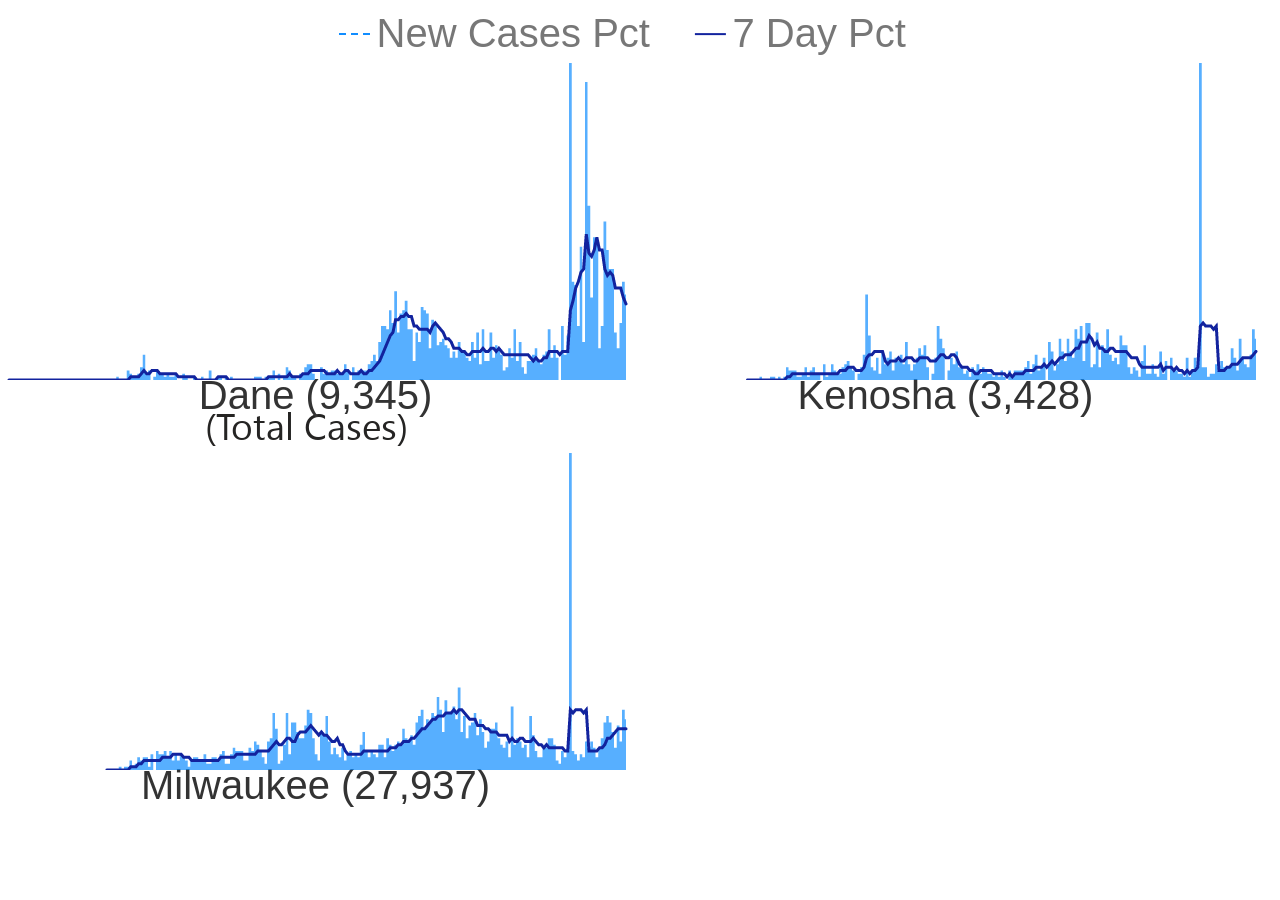 New Cases Pct 7 Day Pct
Dane (9,345)
(Total Cases)
Kenosha (3,428)
Milwaukee (27,937)